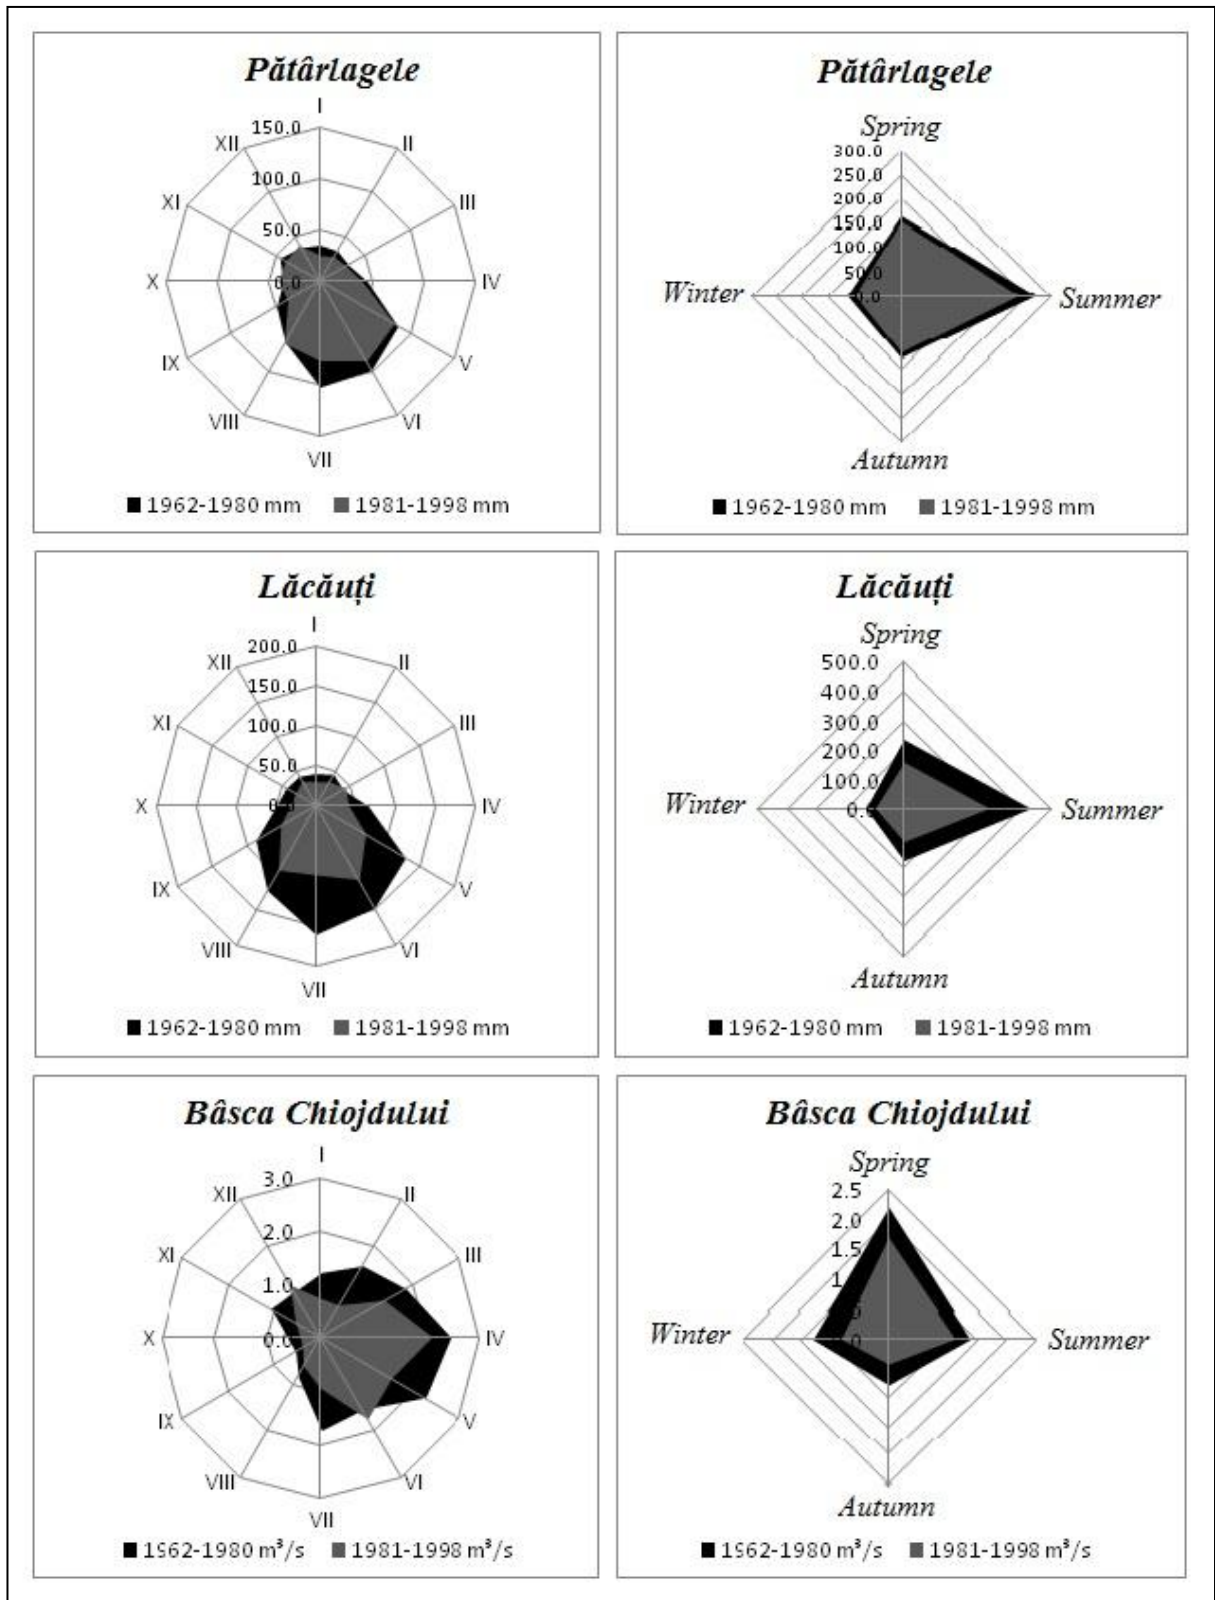 Pătârlagele
I
150.0
XII
II
100.0
XI
III
50.0
X
0.0
IV
IX
V
VIII
VI
VII
1962-1980 mm 1981-1998 mm
Pătârlagele
Spring
300.0
250.0
200.0
150.0
100.0
50.0
Winter
0.0
Summer
Autumn
1962-1980 mm 1981-1998 mm
Lăcăuți
I
200.0
XII
II
150.0
XI
III
100.0
50.0
X
0.0
IV
IX
V
VIII
VI
VII
1962-1980 mm 1981-1998 mm
Lăcăuți
Spring
500.0
400.0
300.0
200.0
100.0
Winter
0.0
Summer
Autumn
1962-1980 mm 1981-1998 mm
Bâsca Chiojdului
I
3.0
XII
II
2.0
XI
III
1.0
X
0.0
IV
IX
V
VIII
VI
VII
1962-1980 m³/s 1981-1998 m³/s
Bâsca Chiojdului
Spring
2.5
2.0
1.5
Winter
Summer
Autumn
1962-1980 m³/s 1981-1998 m³/s